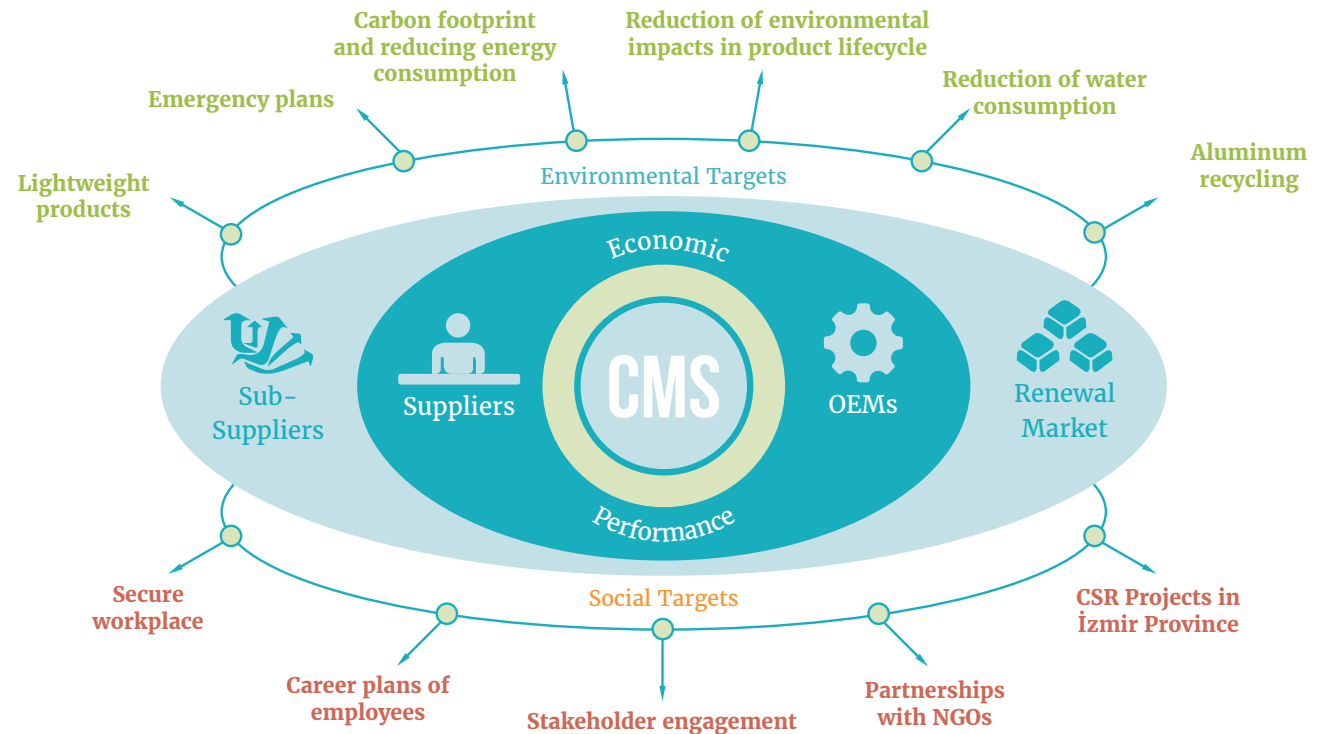 Carbon footprint
and reducing energy
consumption
Reduction of environmental
impacts in product lifecycle
Emergency plans
Reduction of water
consumption
Lightweight
products
Aluminum
recycling
Environmental Targets
Economic
Sub-
Suppliers
Suppliers
CMS
OEMs
Renewal
Market
Performance
Social Targets
Secure
workplace
Career plans of
employees
Stakeholder engagement
Partnerships
with NGOs
CSR Projects in
İzmir Province